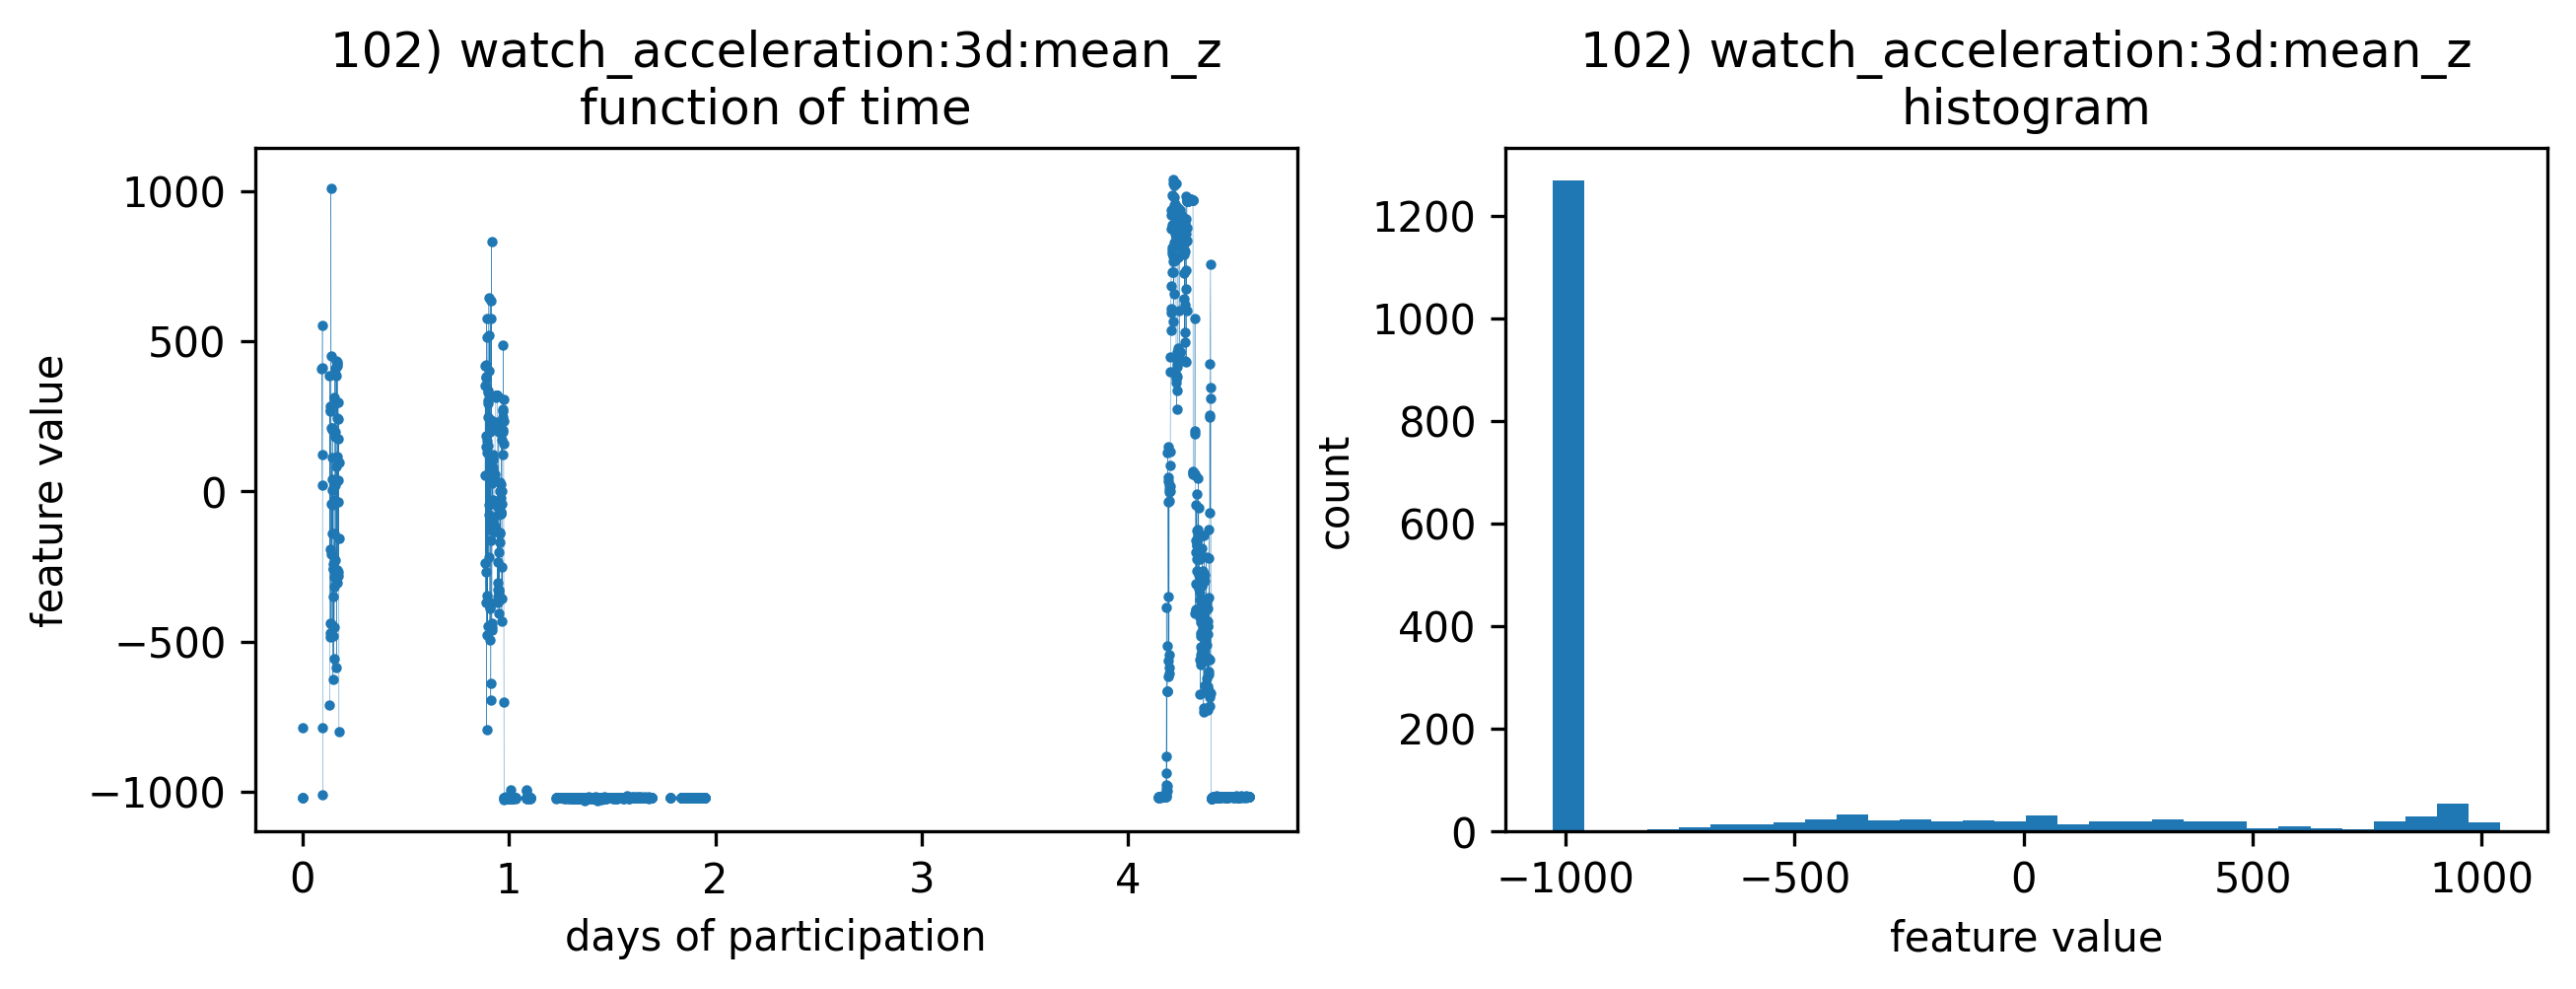 102) watch_acceleration:3d:mean_z
function of time
1000
500
0
−500
−1000
feature value
0 1 2 3 4
days of participation
102) watch_acceleration:3d:mean_z
histogram
1200
1000
800
600
400
200
0
count
−1000 −500 0 500 1000
feature value